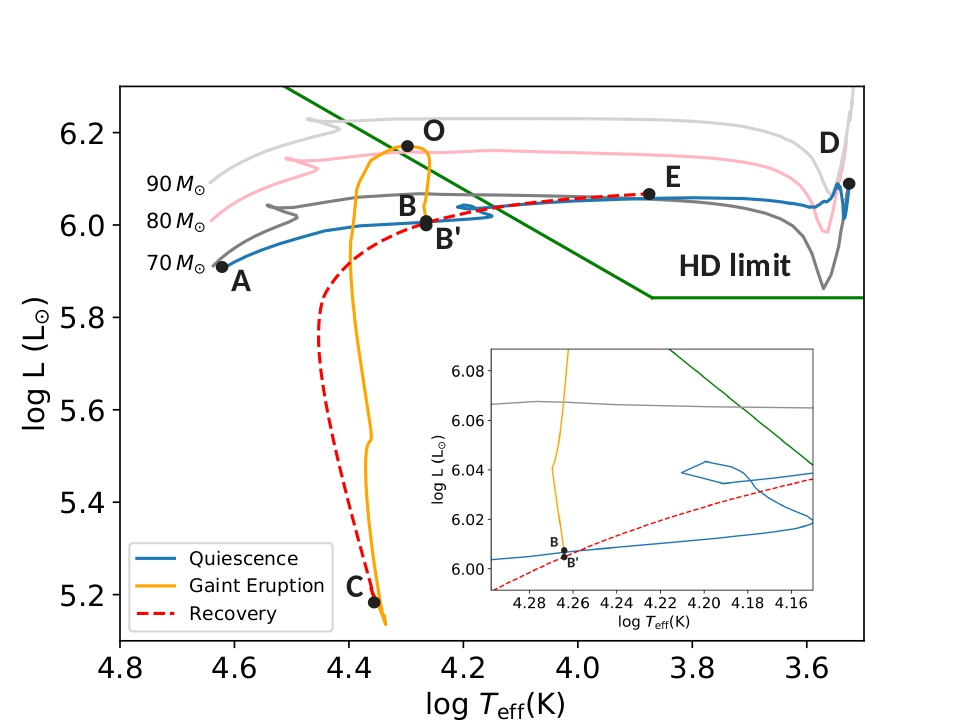 6.2
6.0
5.8
5.6
5.4
5.2
log L (L⊙)
4.8 4.6 4.4 4.2 4.0 3.8 3.6
log Teff(K)
90 M⊙
80 M⊙
70 M⊙
A
B
B'
C
O
E
D
HD limit
Quiescence
Gaint Eruption
Recovery
6.08
6.06
6.04
6.02
6.00
log L (L⊙)
B
B'
4.28 4.26 4.24 4.22 4.20 4.18 4.16
log Teff(K)